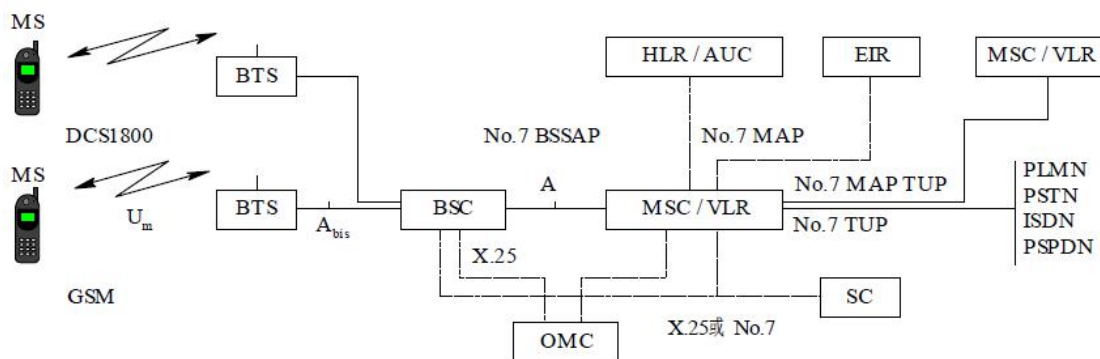 MS
BTS
HLR / AUC
EIR
MSC / VLR
DCS1800
No.7 BSSAP
No.7 MAP
MS
BTS
A
BSC
MSC / VLR
No.7 MAP TUP
No.7 TUP
PLMN
PSTN
ISDN
PSPDN
Um
Abis
X.25
GSM
SC
OMC
X.25或 No.7